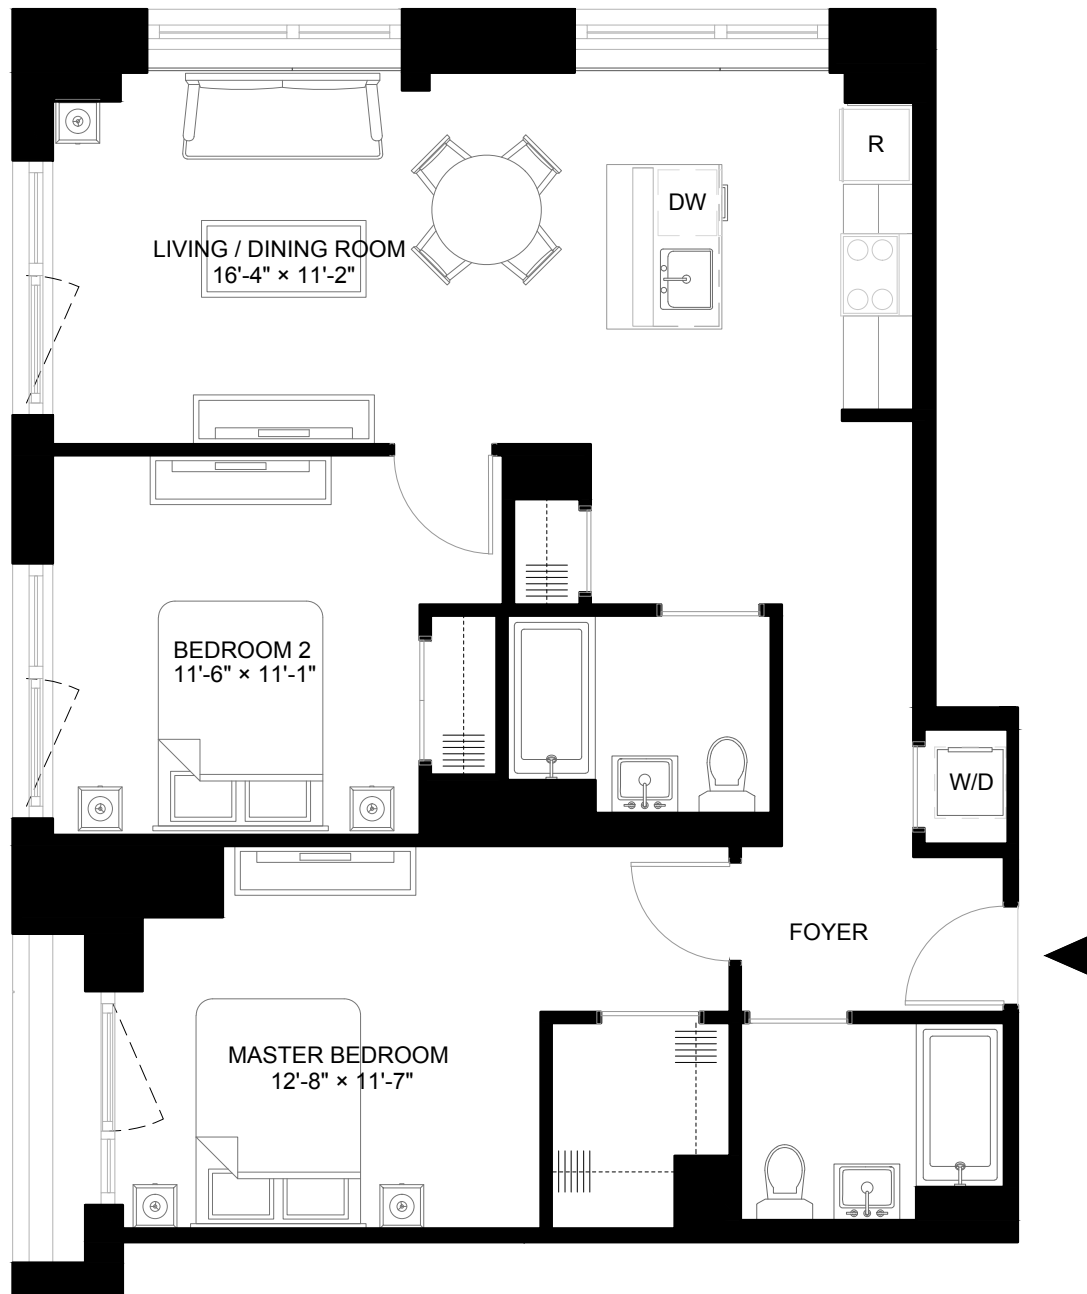 R
DW
LIVING / DINING ROOM
16'-4" × 11'-2"
BEDROOM 2
11'-6" × 11'-1"
W/D
FOYER
MASTER BEDROOM
12'-8" × 11'-7"